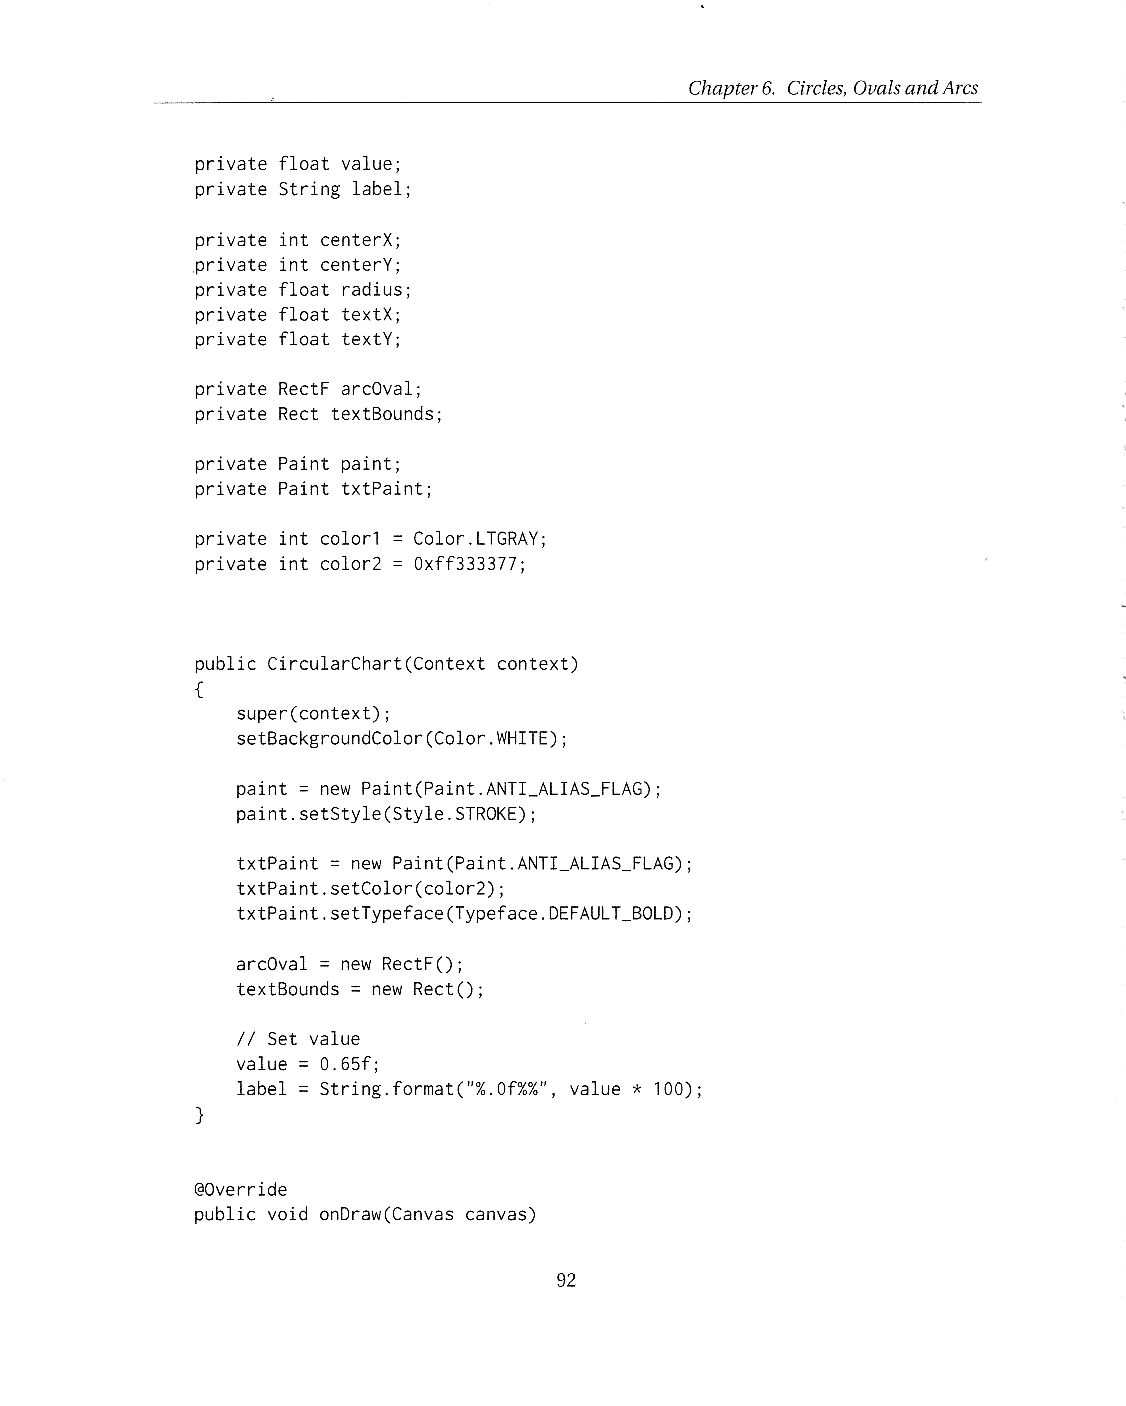 Chapter 6. Circles, Ovals and Arcs
private float value;
private String label;
private int centerX;
private int centerY;
private float radius;
private float textX;
private float textY;
private RectF arcOval;
private Rect textBounds;
private Paint paint;
private Paint txtPaint;
private int color1 = Color.LTGRAY;
private int color2 = 0xff333377;
public CircularChart(Context context)
{
    super(context);
    setBackgroundColor(Color.WHITE);
    paint = new Paint(Paint.ANTI_ALIAS_FLAG);
    paint.setStyle(Style.STROKE);
    txtPaint = new Paint(Paint.ANTI_ALIAS_FLAG);
    txtPaint.setColor(color2);
    txtPaint.setTypeface(Typeface.DEFAULT_BOLD);
    arcOval = new RectF();
    textBounds = new Rect();
    // Set value
    value = 0.65f;
    label = String.format("%.0f%%", value * 100);
}
@Override
public void onDraw(Canvas canvas)
92